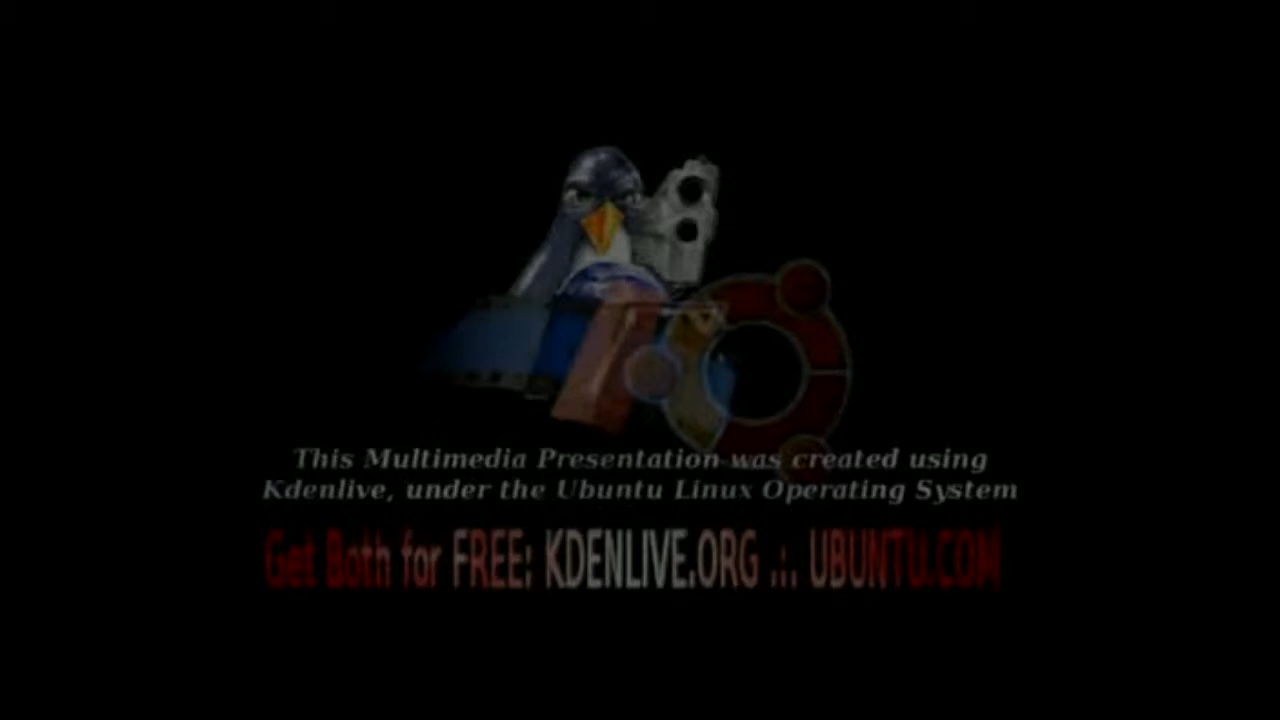 This Multimedia Presentation was created using
Kdenlive, under the Ubuntu Linux Operating System
Get Both for FREE: KDENLIVE.ORG .:. UBUNTU.COM